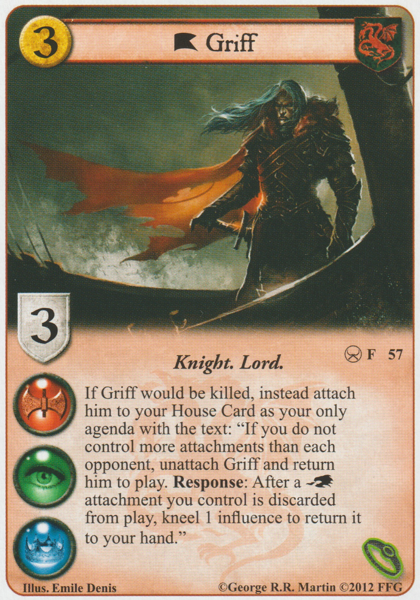 3
Griff
3
Knight. Lord.
F 57
If Griff would be killed, instead attach
him to your House Card as your only
agenda with the text: “If you do not
control more attachments than each
opponent, unattach Griff and return
him to play. Response: After a
attachment you control is discarded
from play, kneel 1 influence to return it
to your hand.”
Illus. Emile Denis
©George R.R. Martin ©2012 FFG